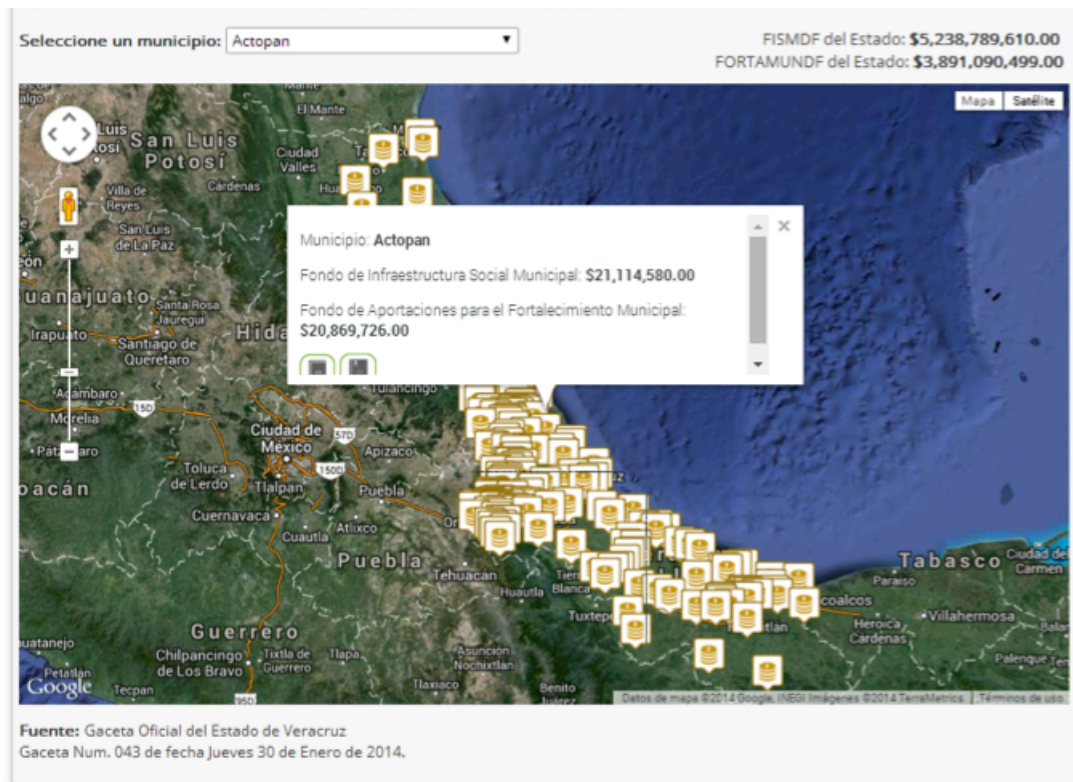 Seleccione un municipio: Actopan
FISMDF del Estado: $5,238,789,610.00
FORTAMUNDF del Estado: $3,891,090,499.00
Mapa Satélite
El Mante
San Luis
Potosí
Ciudad
Valles
Cárdenas
Villa de
Reyes
San Luis
de La Paz
Municipio: Actopan
Fondo de Infraestructura Social Municipal: $21,114,580.00
Fondo de Aportaciones para el Fortalecimiento Municipal:
$20,869,726.00
Santa Rosa
Jauregui
Irapuato
Santiago de
Querétaro
Tulancingo
Acámbaro
15D
Morelia
Ciudad de
México
57D
Apizaco
150D
Toluca
de Lerdo
Tlalpan
Puebla
Cuernavaca
Cuautla
Atlixco
Puebla
Tehuacán
Huautla
Tierra
Blanca
Tabasco
Ciudad del
Carmen
Paraíso
Villahermosa
Heroica
Cárdenas
Guerrero
Chilpancingo
de Los Bravo
Tixtla de
Guerrero
Tlapa
Asunción
Nochixtlán
Palenque
Petatlán
Google
Tecpan
95D
Tlaxiaco
Benito
Juárez
Datos de mapa ©2014 Google, INEGI Imágenes ©2014 TerraMetrics
Términos de uso
Fuente: Gaceta Oficial del Estado de Veracruz
Gaceta Num. 043 de fecha Jueves 30 de Enero de 2014.